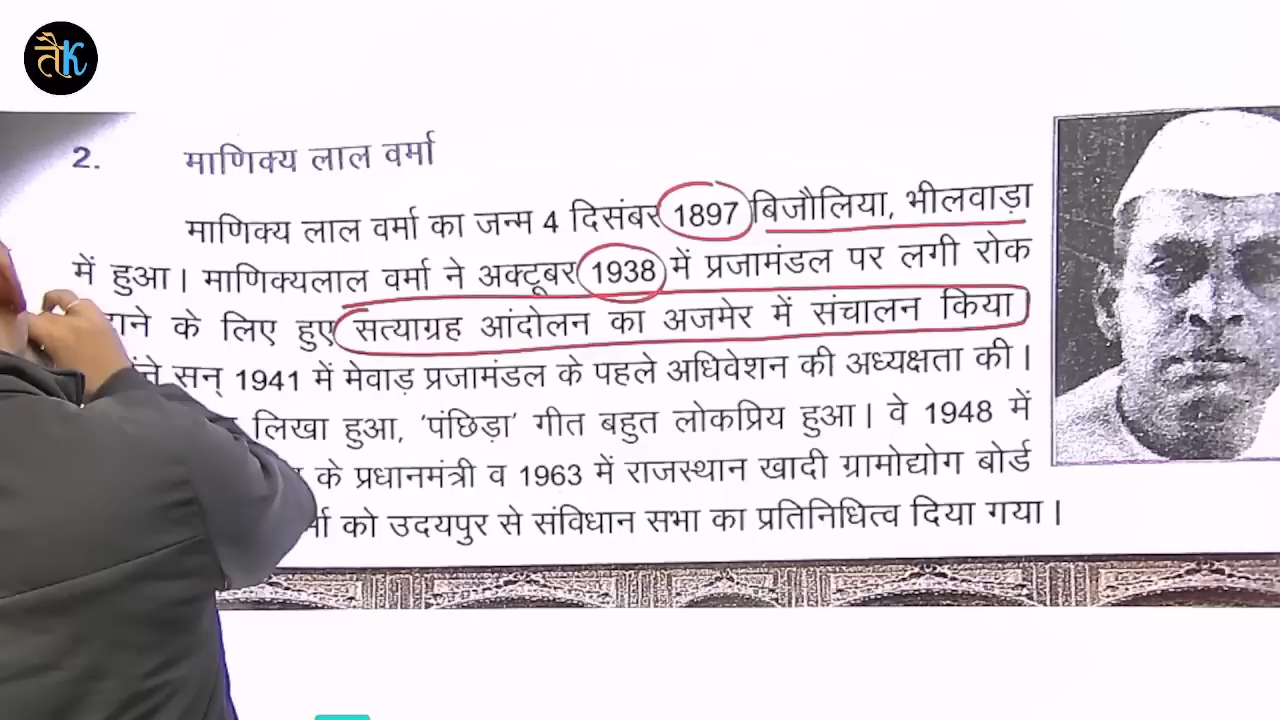 तैK
2. माणिक्य लाल वर्मा
माणिक्य लाल वर्मा का जन्म 4 दिसंबर 1897 बिजौलिया, भीलवाड़ा
में हुआ। माणिक्यलाल वर्मा ने अक्टूबर 1938 में प्रजामंडल पर लगी रोक
के लिए हुए सत्याग्रह आंदोलन का अजमेर में संचालन किया
सन् 1941 में मेवाड़ प्रजामंडल के पहले अधिवेशन की अध्यक्षता की।
लिखा हुआ, 'पंछिड़ा' गीत बहुत लोकप्रिय हुआ। वे 1948 में
के प्रधानमंत्री व 1963 में राजस्थान खादी ग्रामोद्योग बोर्ड
को उदयपुर से संविधान सभा का प्रतिनिधित्व दिया गया।